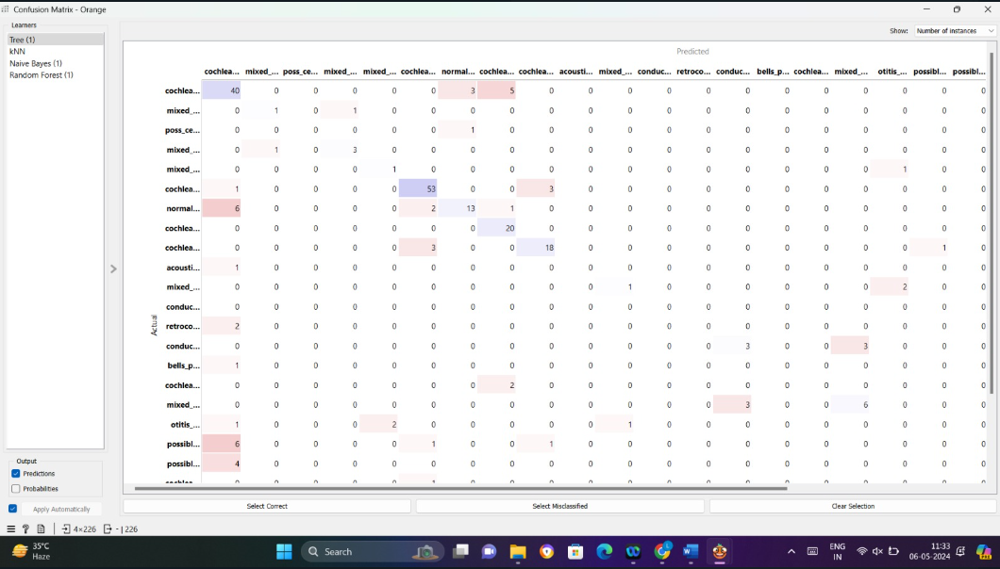 Confusion Matrix - Orange
Learners
Tree (1)
kNN
Naive Bayes (1)
Random Forest (1)
Show: Number of instances
Predicted
cochlea... mixed_... poss_ce... mixed_... mixed_... cochlea... normal... cochlea... cochlea... acousti... mixed_... conduc... retroco... conduc... bells_p... cochlea... mixed_... otitis_... possibl... possibl...
cochlea... 40 0 0 0 0 0 3 5 0 0 0 0 0 0 0 0 0 0 0 0
mixed_... 0 1 0 1 0 0 0 0 0 0 0 0 0 0 0 0 0 0 0 0
poss_ce... 0 0 0 0 0 0 1 0 0 0 0 0 0 0 0 0 0 0 0 0
mixed_... 0 1 0 3 0 0 0 0 0 0 0 0 0 0 0 0 0 0 0 0
mixed_... 0 0 0 0 1 0 0 0 0 0 0 0 0 0 0 0 0 1 0 0
cochlea... 1 0 0 0 0 53 0 0 3 0 0 0 0 0 0 0 0 0 0 0
normal... 6 0 0 0 0 2 13 1 0 0 0 0 0 0 0 0 0 0 0 0
cochlea... 0 0 0 0 0 0 0 20 0 0 0 0 0 0 0 0 0 0 0 0
cochlea... 0 0 0 0 0 3 0 0 18 0 0 0 0 0 0 0 0 0 1 0
acousti... 1 0 0 0 0 0 0 0 0 0 0 0 0 0 0 0 0 0 0 0
mixed_... 0 0 0 0 0 0 0 0 0 0 1 0 0 0 0 0 0 2 0 0
conduc... 0 0 0 0 0 0 0 0 0 0 0 0 0 0 0 0 0 0 0 0
Actual
retroco... 2 0 0 0 0 0 0 0 0 0 0 0 0 0 0 0 0 0 0 0
conduc... 0 0 0 0 0 0 0 0 0 0 0 0 0 3 0 0 3 0 0 0
bells_p... 1 0 0 0 0 0 0 0 0 0 0 0 0 0 0 0 0 0 0 0
cochlea... 0 0 0 0 0 0 0 2 0 0 0 0 0 0 0 0 0 0 0 0
mixed_... 0 0 0 0 0 0 0 0 0 0 0 0 0 3 0 0 6 0 0 0
otitis_... 1 0 0 0 2 0 0 0 0 0 1 0 0 0 0 0 0 0 0 0
possibl... 6 0 0 0 0 1 0 0 1 0 0 0 0 0 0 0 0 0 0 0
possibl... 4 0 0 0 0 0 0 0 0 0 0 0 0 0 0 0 0 0 0 0
Output
Predictions
Probabilities
Apply Automatically
Select Correct
Select Misclassified
Clear Selection
4×226
- | 226
35°C
Haze
Search
ENG
IN
11:33
06-05-2024